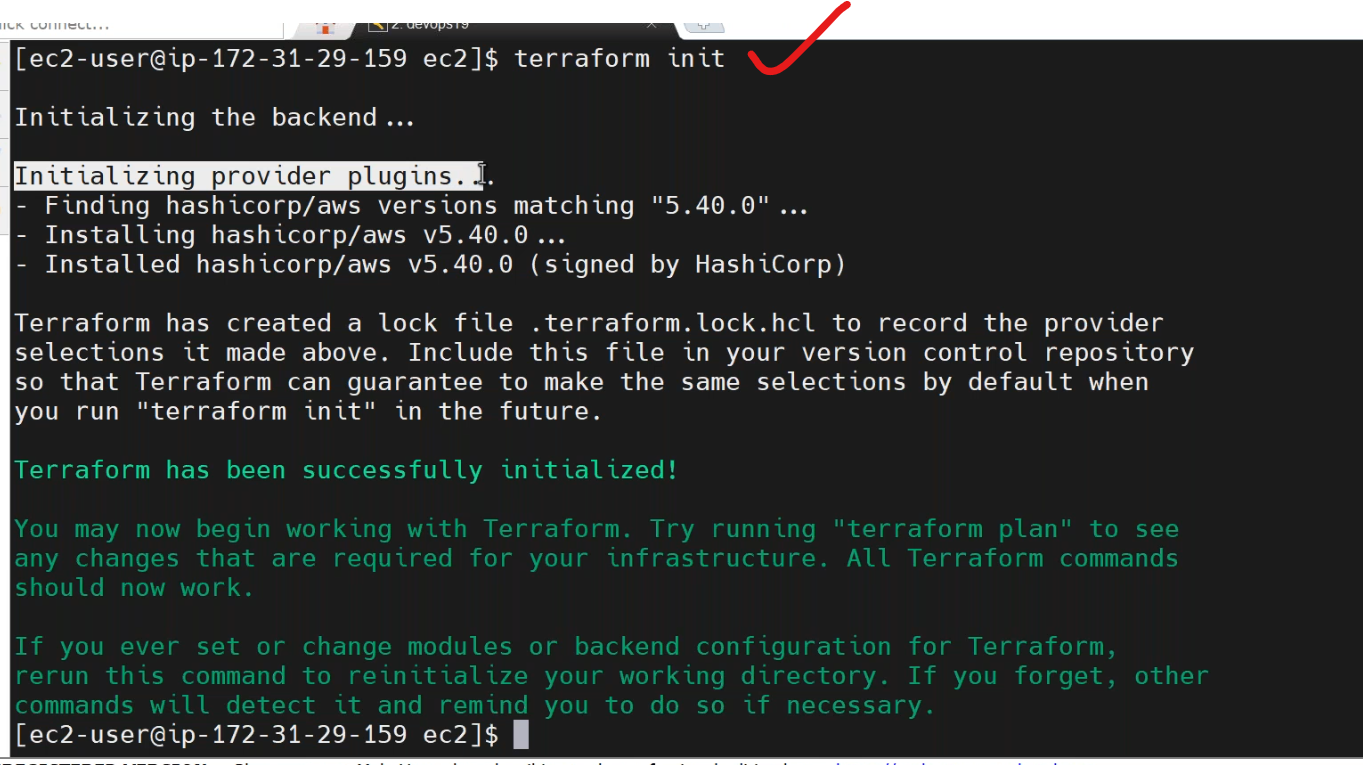 2. devops19
[ec2-user@ip-172-31-29-159 ec2]$ terraform init
Initializing the backend...
Initializing provider plugins...
- Finding hashicorp/aws versions matching "5.40.0"...
- Installing hashicorp/aws v5.40.0...
- Installed hashicorp/aws v5.40.0 (signed by HashiCorp)
Terraform has created a lock file .terraform.lock.hcl to record the provider
selections it made above. Include this file in your version control repository
so that Terraform can guarantee to make the same selections by default when
you run "terraform init" in the future.
Terraform has been successfully initialized!
You may now begin working with Terraform. Try running "terraform plan" to see
any changes that are required for your infrastructure. All Terraform commands
should now work.
If you ever set or change modules or backend configuration for Terraform,
rerun this command to reinitialize your working directory. If you forget, other
commands will detect it and remind you to do so if necessary.
[ec2-user@ip-172-31-29-159 ec2]$